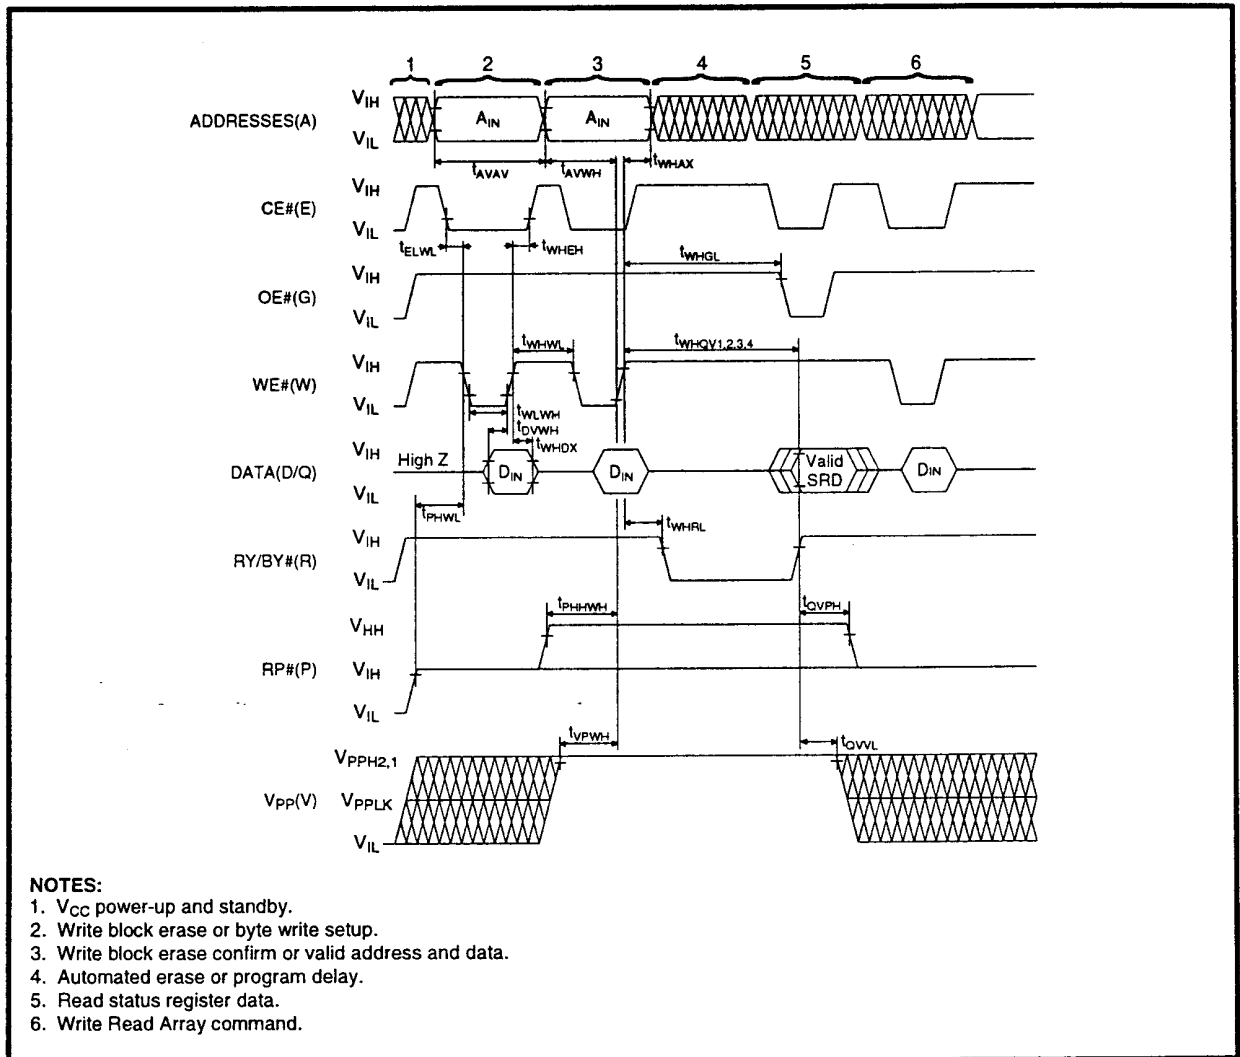 1 2 3 4 5 6
ADDRESSES(A) VIH AIN AIN
VIL
tAVAV tAVWH tWHAX
CE#(E) VIH
VIL
tELWL tWHEH
OE#(G) VIH tWHGL
VIL
tWHWL tWHQV1,2,3,4
WE#(W) VIH
VIL
tWLWH
tDVWH
tWHDX
DATA(D/Q) VIH High Z DIN DIN Valid SRD DIN
VIL
tPHWL
tWHRL
RY/BY#(R) VIH
VIL
tPHHWH tQVPH
VHH
RP#(P) VIH
VIL
tVPWH tQVVL
VPPH2,1
VPP(V) VPPLK
VIL
NOTES:
1. VCC power-up and standby.
2. Write block erase or byte write setup.
3. Write block erase confirm or valid address and data.
4. Automated erase or program delay.
5. Read status register data.
6. Write Read Array command.